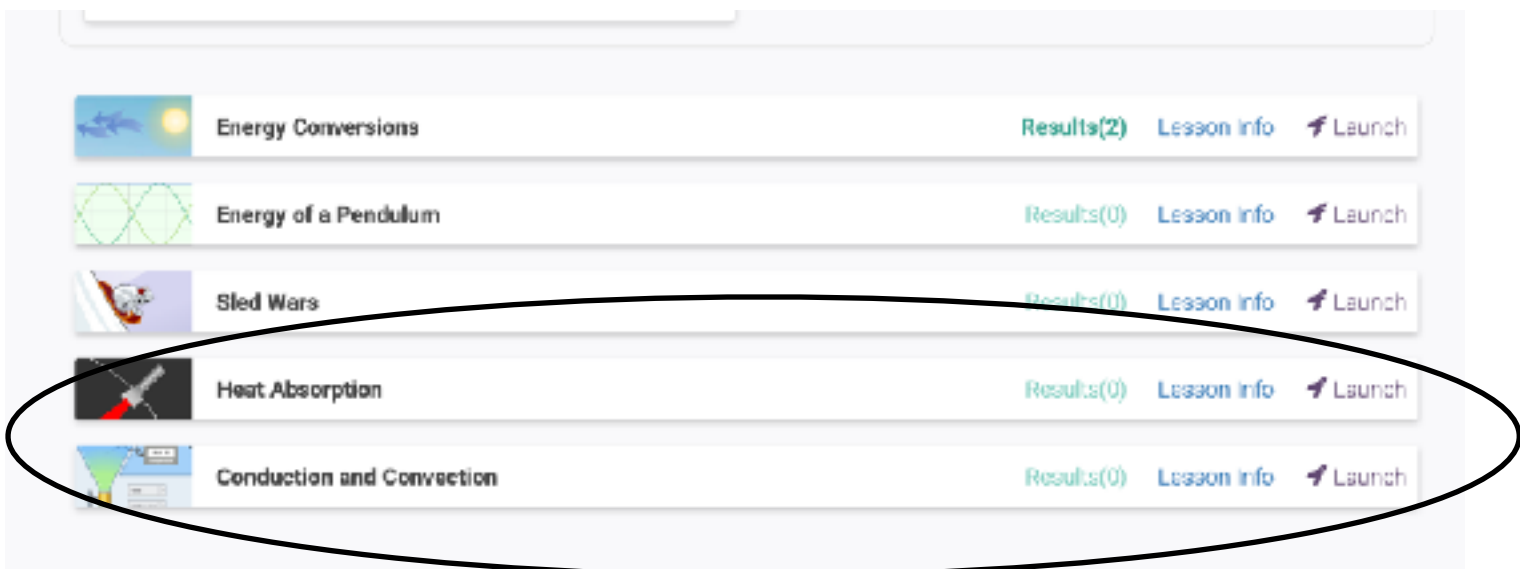 Energy Conversions Results(2) Lesson Info Launch
Energy of a Pendulum Results(0) Lesson Info Launch
Sled Wars Results(0) Lesson Info Launch
Heat Absorption Results(0) Lesson Info Launch
Conduction and Convection Results(0) Lesson Info Launch